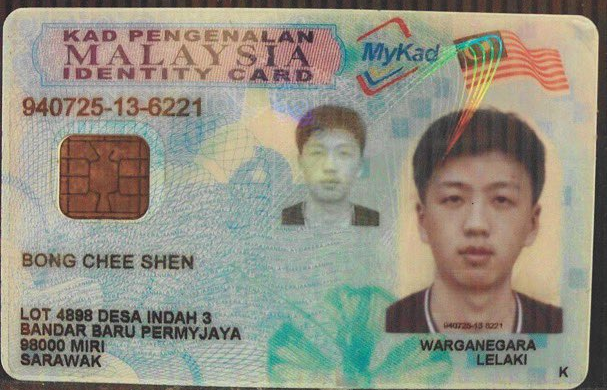 KAD PENGENALAN
MALAYSIA
IDENTITY CARD
MyKad
940725-13-6221
BONG CHEE SHEN
LOT 4898 DESA INDAH 3
BANDAR BARU PERMYJAYA
98000 MIRI
SARAWAK
940725-13 6221
WARGANEGARA
LELAKI
K